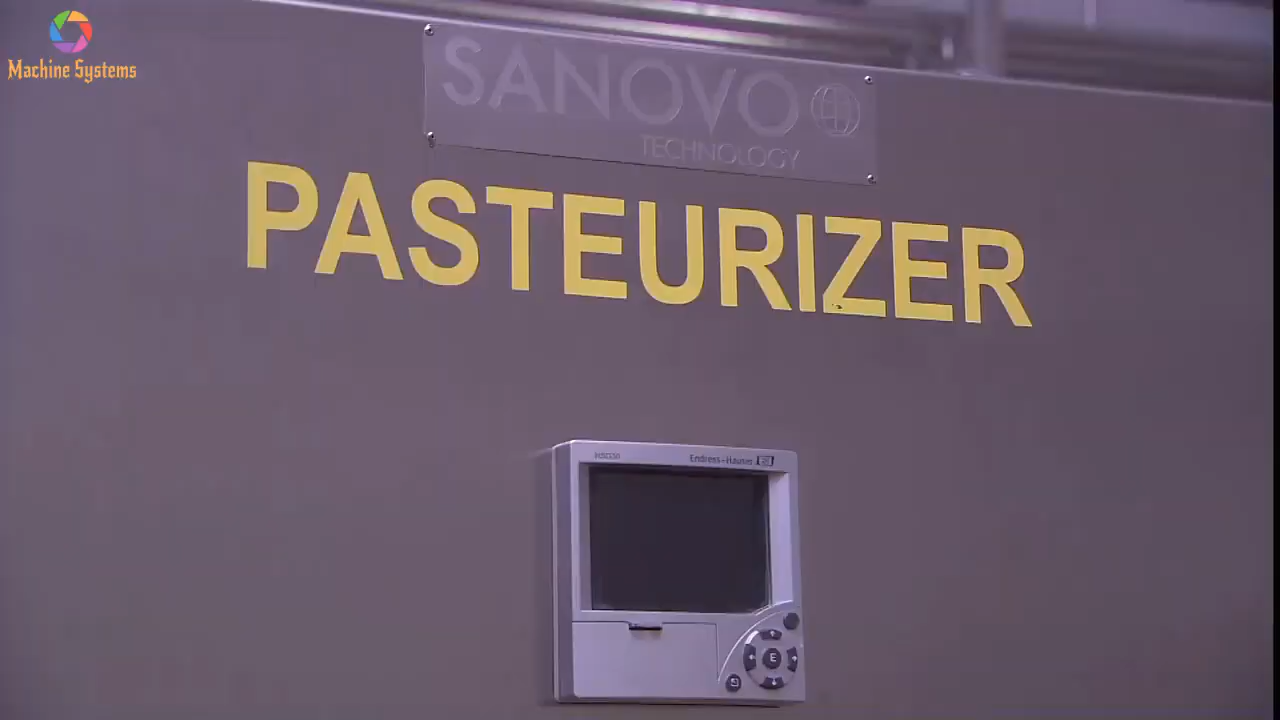 Machine Systems
SANOVO
TECHNOLOGY
PASTEURIZER
Endress+Hauser
E